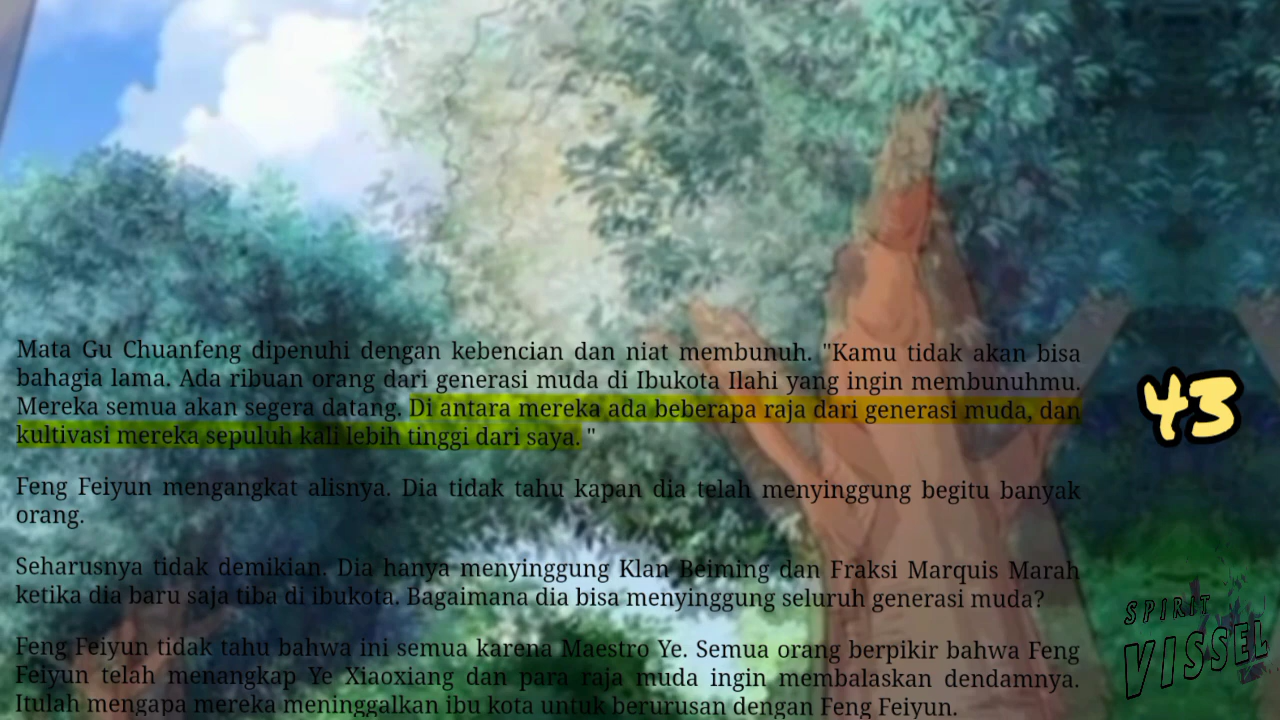 Mata Gu Chuanfeng dipenuhi dengan kebencian dan niat membunuh. "Kamu tidak akan bisa
bahagia lama. Ada ribuan orang dari generasi muda di Ibukota Ilahi yang ingin membunuhmu.
Mereka semua akan segera datang. Di antara mereka ada beberapa raja dari generasi muda, dan
kultivasi mereka sepuluh kali lebih tinggi dari saya. "
43
Feng Feiyun mengangkat alisnya. Dia tidak tahu kapan dia telah menyinggung begitu banyak
orang.
Seharusnya tidak demikian. Dia hanya menyinggung Klan Beiming dan Fraksi Marquis Marah
ketika dia baru saja tiba di ibukota. Bagaimana dia bisa menyinggung seluruh generasi muda?
Feng Feiyun tidak tahu bahwa ini semua karena Maestro Ye. Semua orang berpikir bahwa Feng
Feiyun telah menangkap Ye Xiaoxiang dan para raja muda ingin membalaskan dendamnya.
Itulah mengapa mereka meninggalkan ibu kota untuk berurusan dengan Feng Feiyun.
SPIRIT
VISSEL